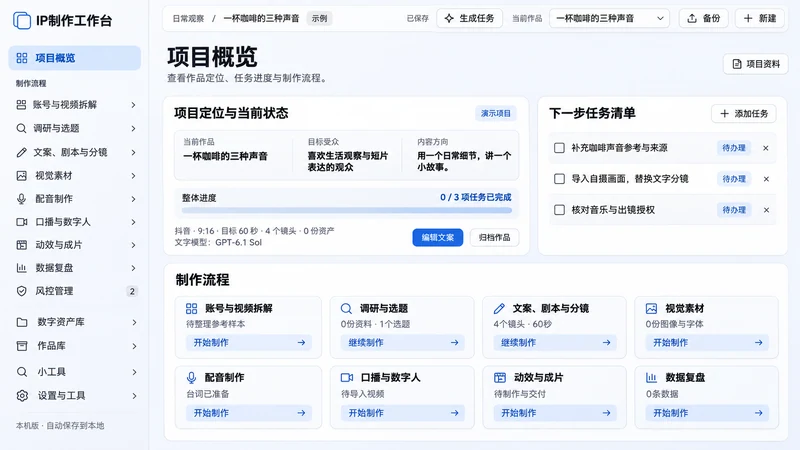 IP制作工作台
项目概览
制作流程
账号与视频拆解
调研与选题
文案、剧本与分镜
视觉素材
配音制作
口播与数字人
动效与成片
数据复盘
风控管理 2
数字资产库
作品库
小工具
设置与工具
本机版 · 自动保存到本地
日常观察 / 一杯咖啡的三种声音 示例
已保存 生成任务 当前作品 一杯咖啡的三种声音 备份 新建
项目概览
查看作品定位、任务进度与制作流程。
项目资料
项目定位与当前状态 演示项目
当前作品
一杯咖啡的三种声音
目标受众
喜欢生活观察与短片
表达的观众
内容方向
用一个日常细节，讲一个
小故事。
整体进度 0 / 3 项任务已完成
抖音 · 9:16 · 目标 60 秒 · 4 个镜头 · 0 份资产
文字模型：GPT-6.1 Sol
编辑文案 归档作品
下一步任务清单 添加任务
补充咖啡声音参考与来源 待办理
导入自摄画面，替换文字分镜 待办理
核对音乐与出镜授权 待办理
制作流程
账号与视频拆解
待整理参考样本
开始制作
调研与选题
0份资料 · 1个选题
继续制作
文案、剧本与分镜
4个镜头 · 60秒
继续制作
视觉素材
0份图像与字体
开始制作
配音制作
台词已准备
开始制作
口播与数字人
待导入视频
开始制作
动效与成片
待制作与交付
开始制作
数据复盘
0条数据
开始制作